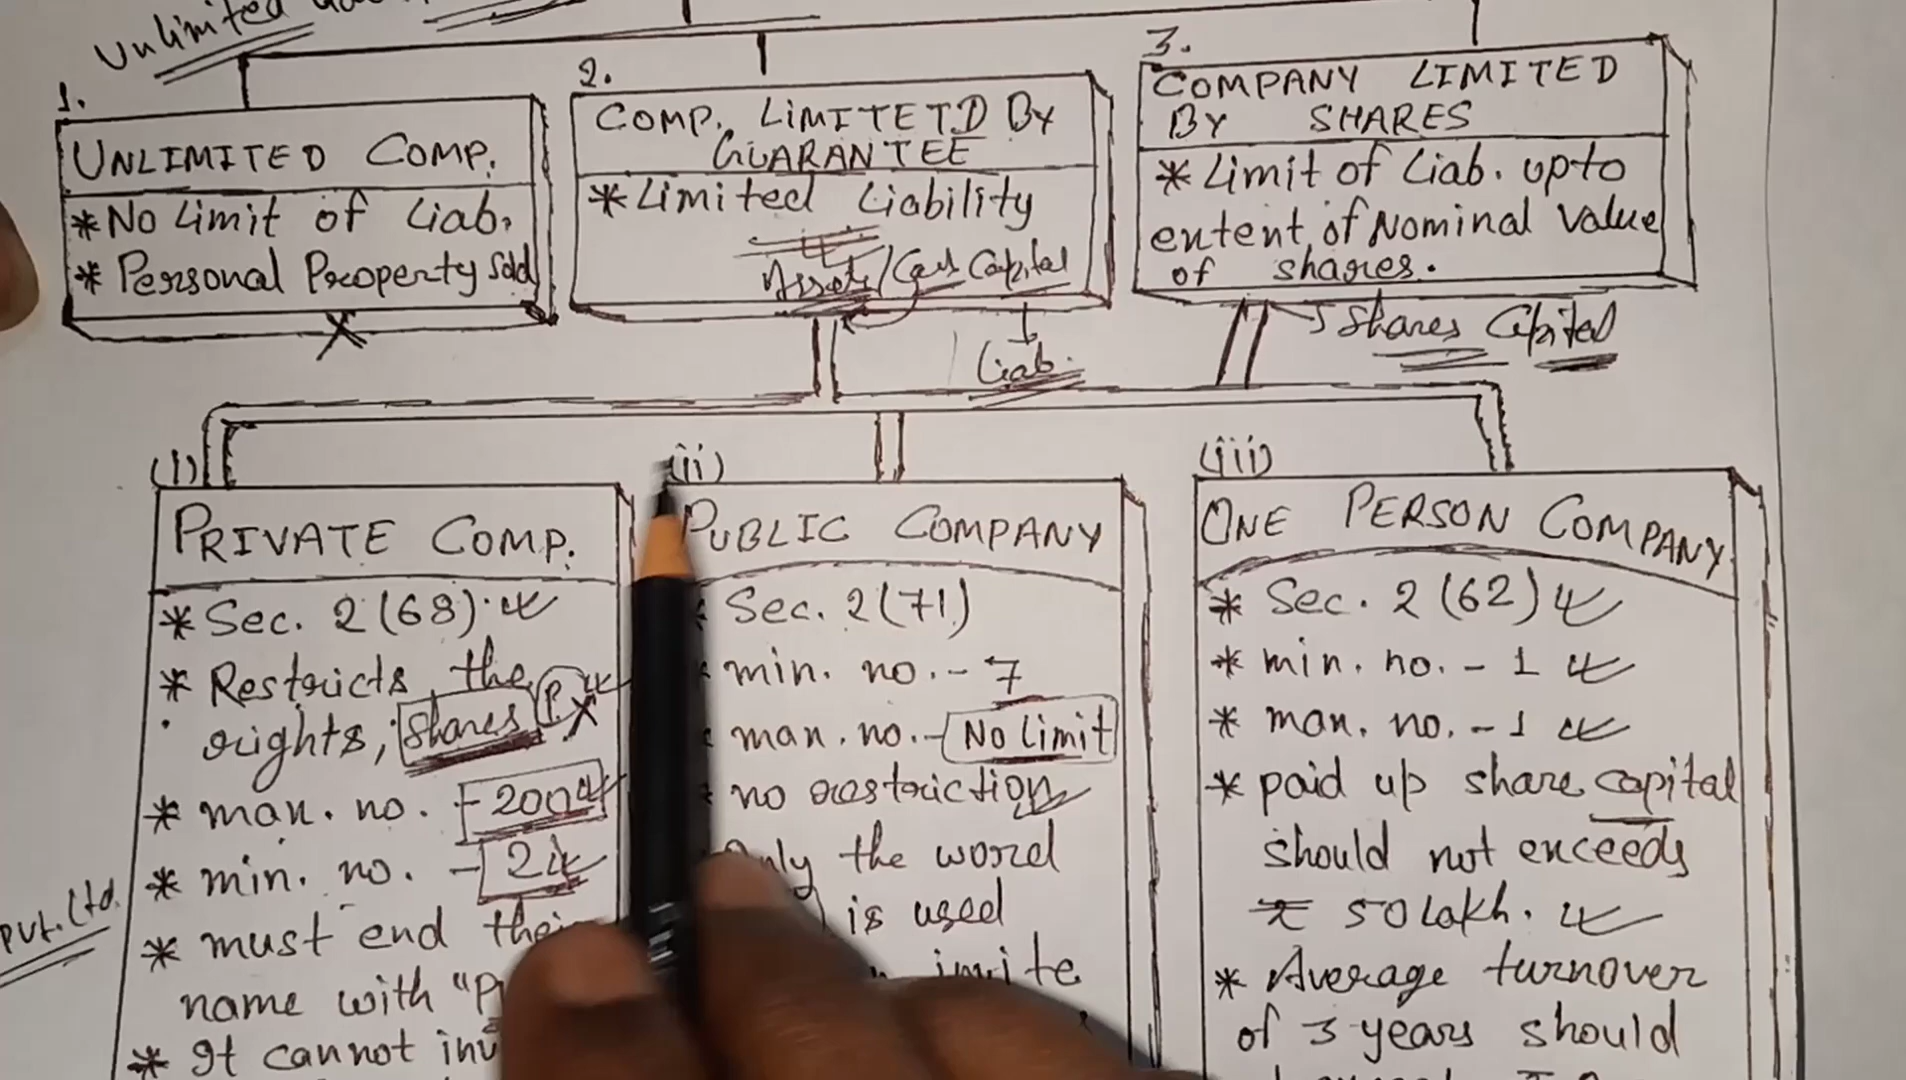 Unlimited
1.
UNLIMITED COMP.
* No Limit of Liab.
* Personal Property Sold
X
2.
COMP. LIMITETD BY
GUARANTEE
* Limited Liability
Assets/ Capital
Liab.
3.
COMPANY LIMITED
BY SHARES
* Limit of Liab. upto
extent of Nominal Value
of shares.
Shares Capital
(i)
PRIVATE COMP.
* Sec. 2(68).
* Restricts the
rights, Shares P. X
* max. no. - 200
* min. no. - 2
* must end their
name with "P
* It cannot inv
Put. Ltd.
(ii)
PUBLIC COMPANY
* Sec. 2(71)
* min. no. - 7
* max. no. - No Limit
* no restriction
Only the word
is used
invite
(iii)
ONE PERSON COMPANY
* Sec. 2(62)
* min. no. - 1
* max. no. - 1
* paid up share capital
should not exceeds
₹ 50 Lakh.
* Average turnover
of 3 years should